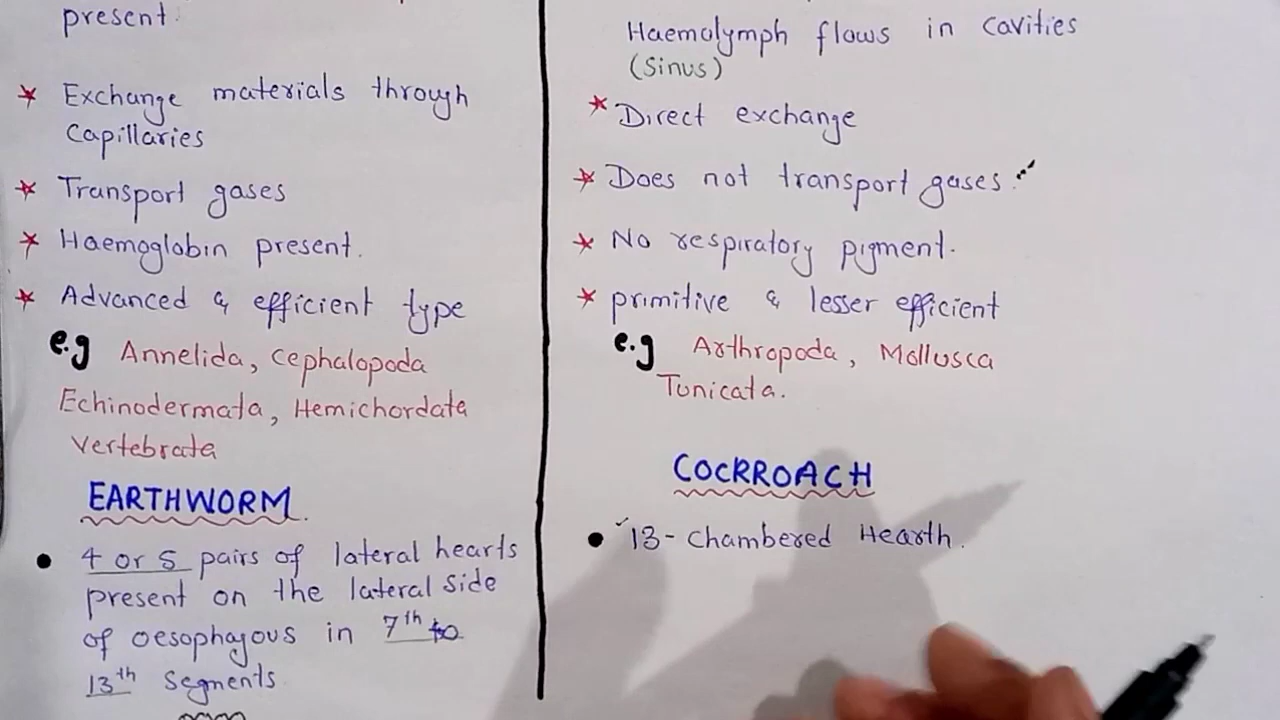 present.
* Exchange materials through
Capillaries
* Transport gases
* Haemoglobin present.
* Advanced & efficient type
e.g Annelida, Cephalopoda
Echinodermata, Hemichordata
Vertebrata
EARTHWORM
• 4 or 5 pairs of lateral hearts
present on the lateral side
of oesophagous in 7th to
13th segments
Haemolymph flows in cavities
(Sinus)
* Direct exchange
* Does not transport gases.
* No respiratory pigment.
* primitive & lesser efficient
e.g Arthropoda, Mollusca
Tunicata.
COCKROACH
• 13-chambered Hearth.